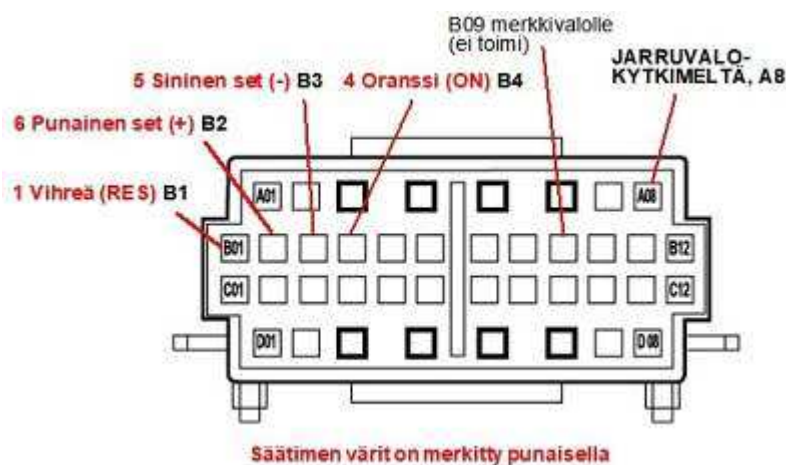 B09 merkkivalolle
(ei toimi)
JARRUVALO-
KYTKIMELTÄ, A8
5 Sininen set (-) B3
4 Oranssi (ON) B4
6 Punainen set (+) B2
1 Vihreä (RES) B1
A01
A08
B01
B12
C01
C12
D01
D08
Säätimen värit on merkitty punaisella